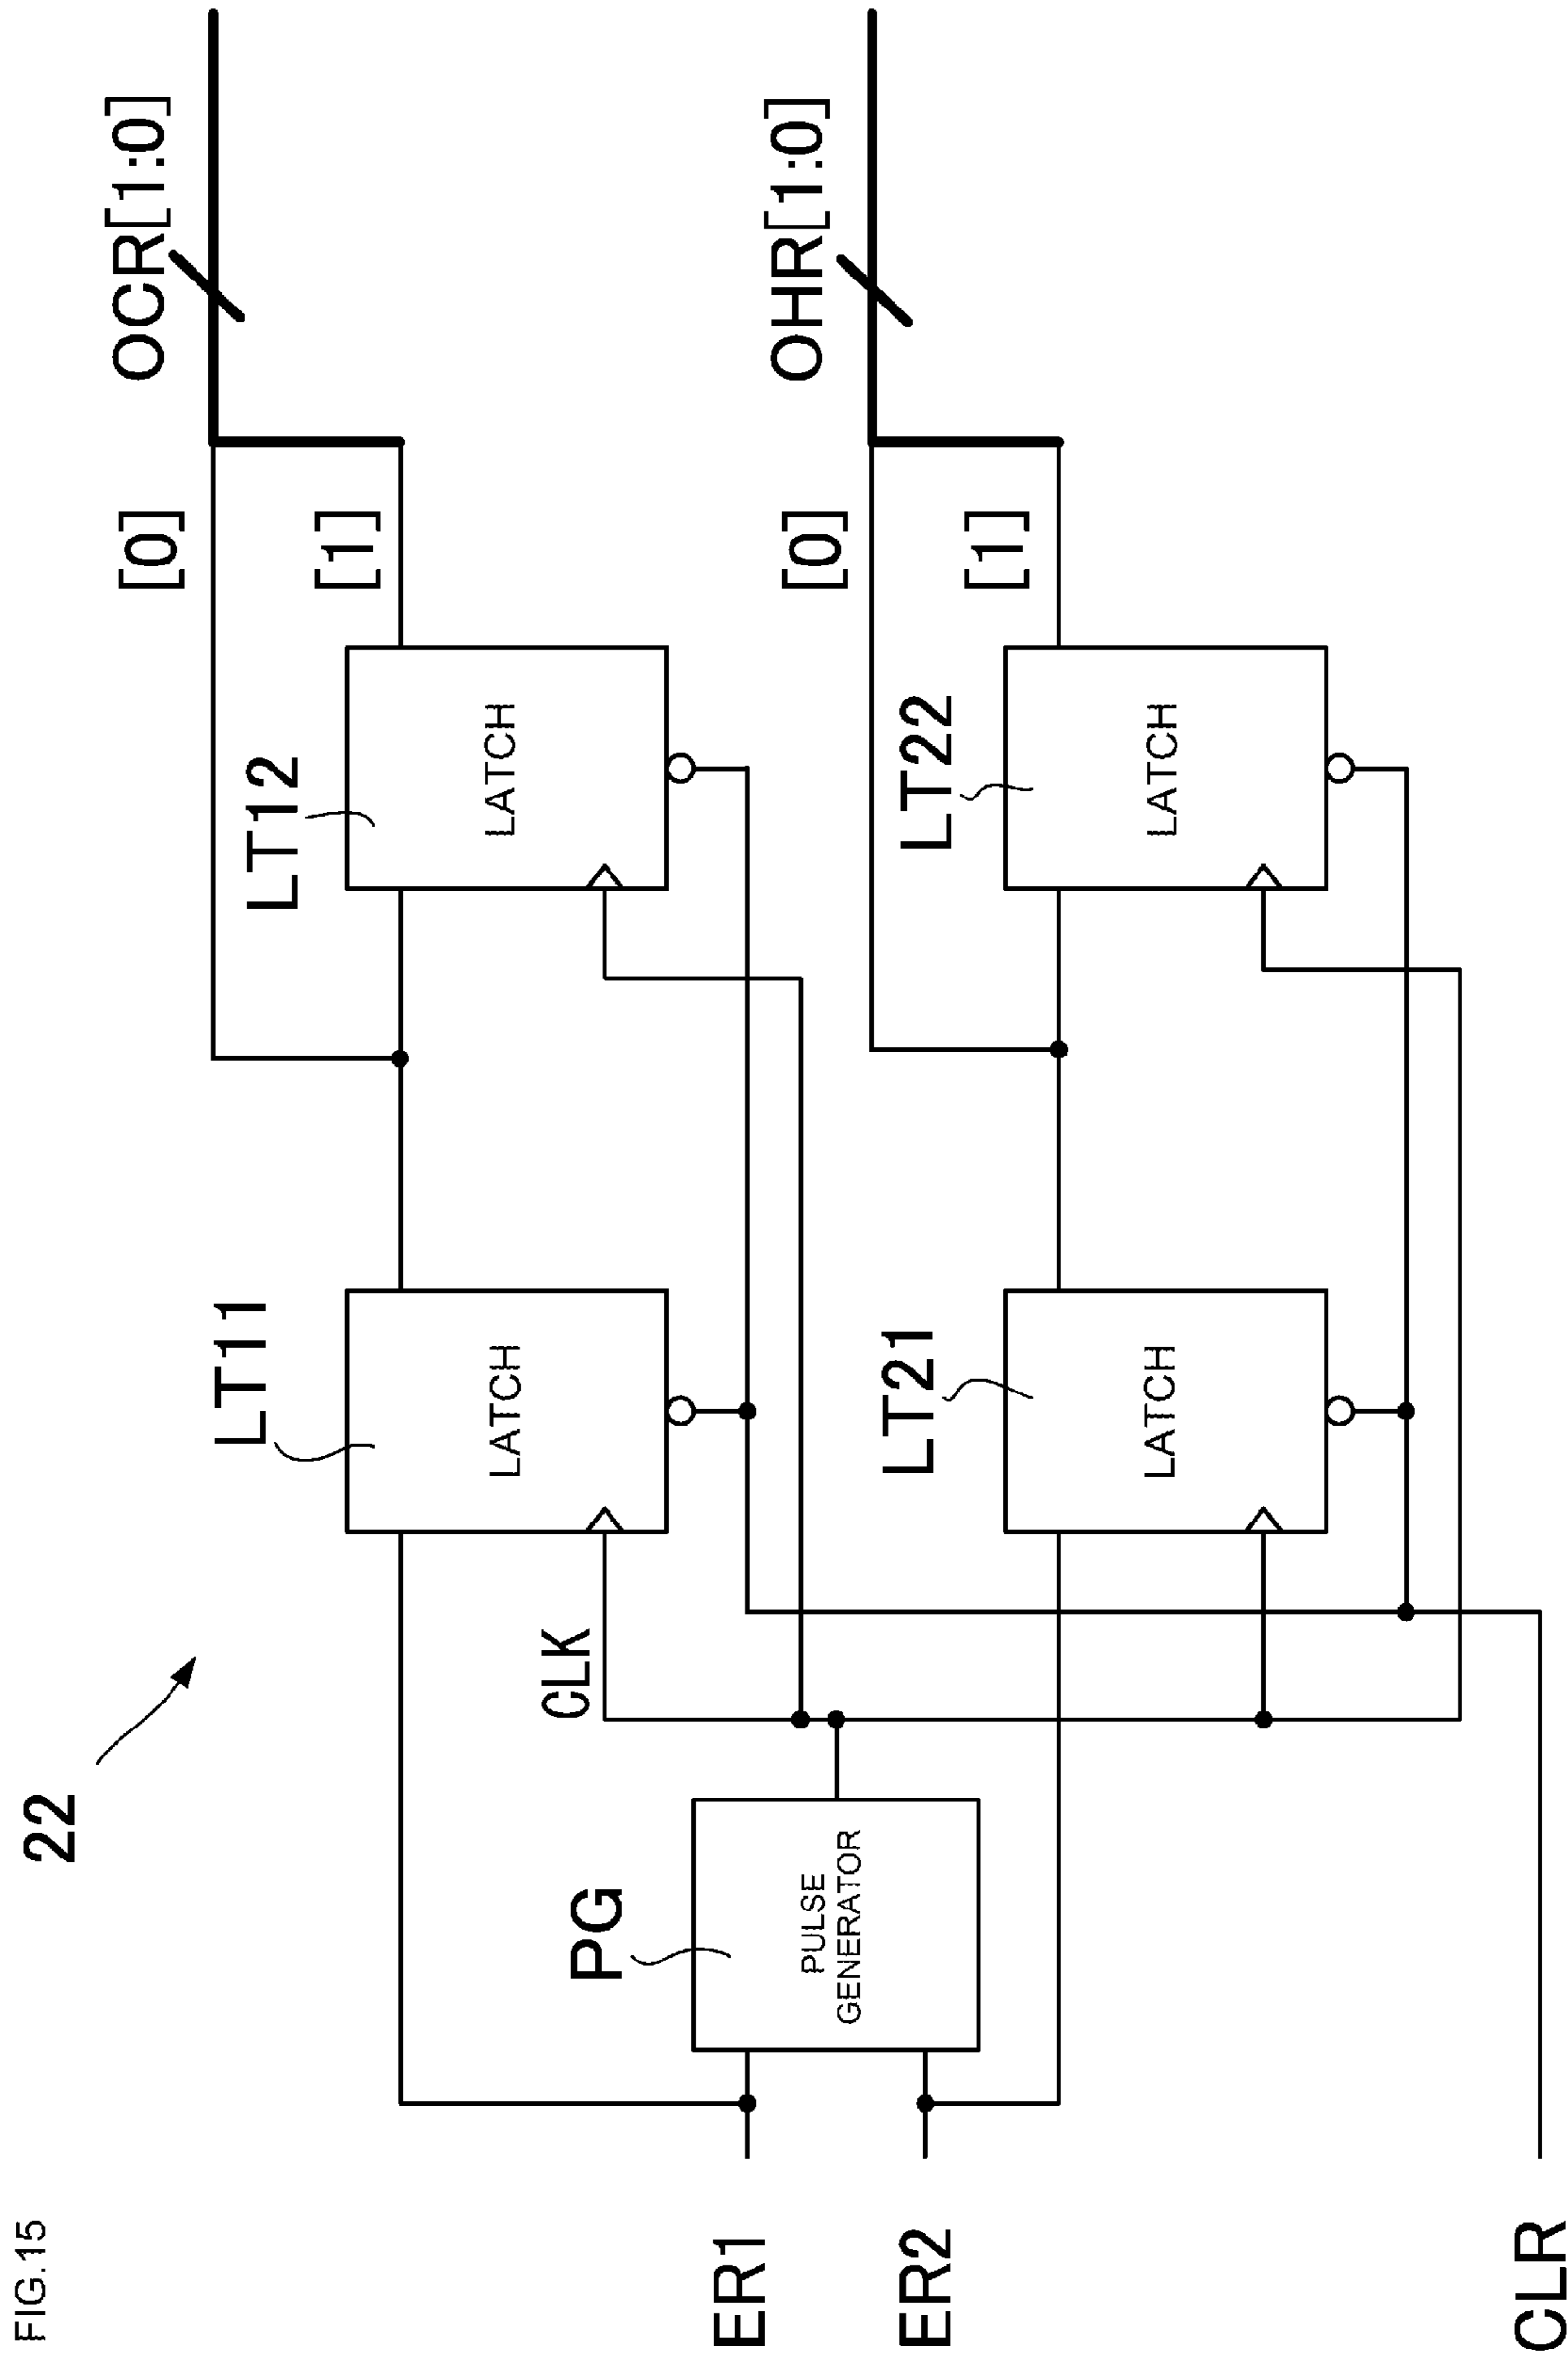 FIG.15
22
OCR[1:0]
[0]
[1]
LT11
LATCH
LT12
LATCH
CLK
PG
PULSE
GENERATOR
ER1
ER2
OHR[1:0]
[0]
[1]
LT21
LATCH
LT22
LATCH
CLR